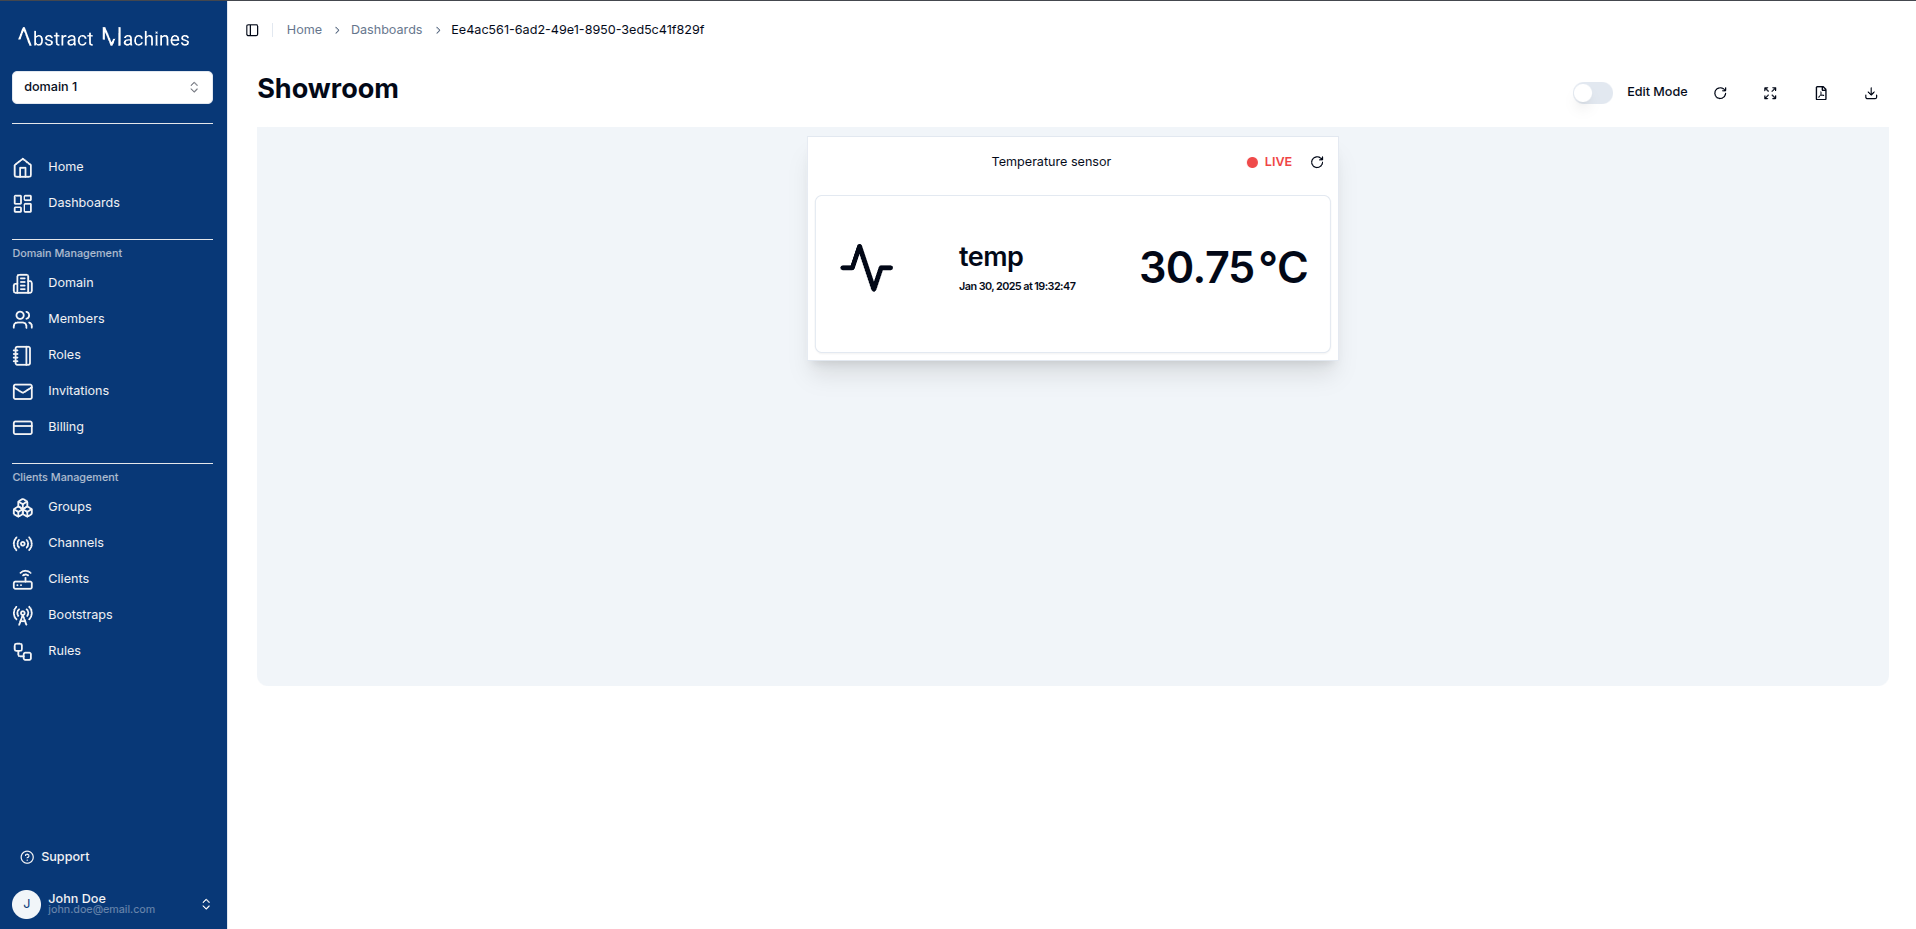 Abstract Machines
domain 1
Home
Dashboards
Domain Management
Domain
Members
Roles
Invitations
Billing
Clients Management
Groups
Channels
Clients
Bootstraps
Rules
Support
J
John Doe
john.doe@email.com
Home > Dashboards > Ee4ac561-6ad2-49e1-8950-3ed5c41f829f
Showroom
Edit Mode
Temperature sensor
LIVE
temp
Jan 30, 2025 at 19:32:47
30.75 °C